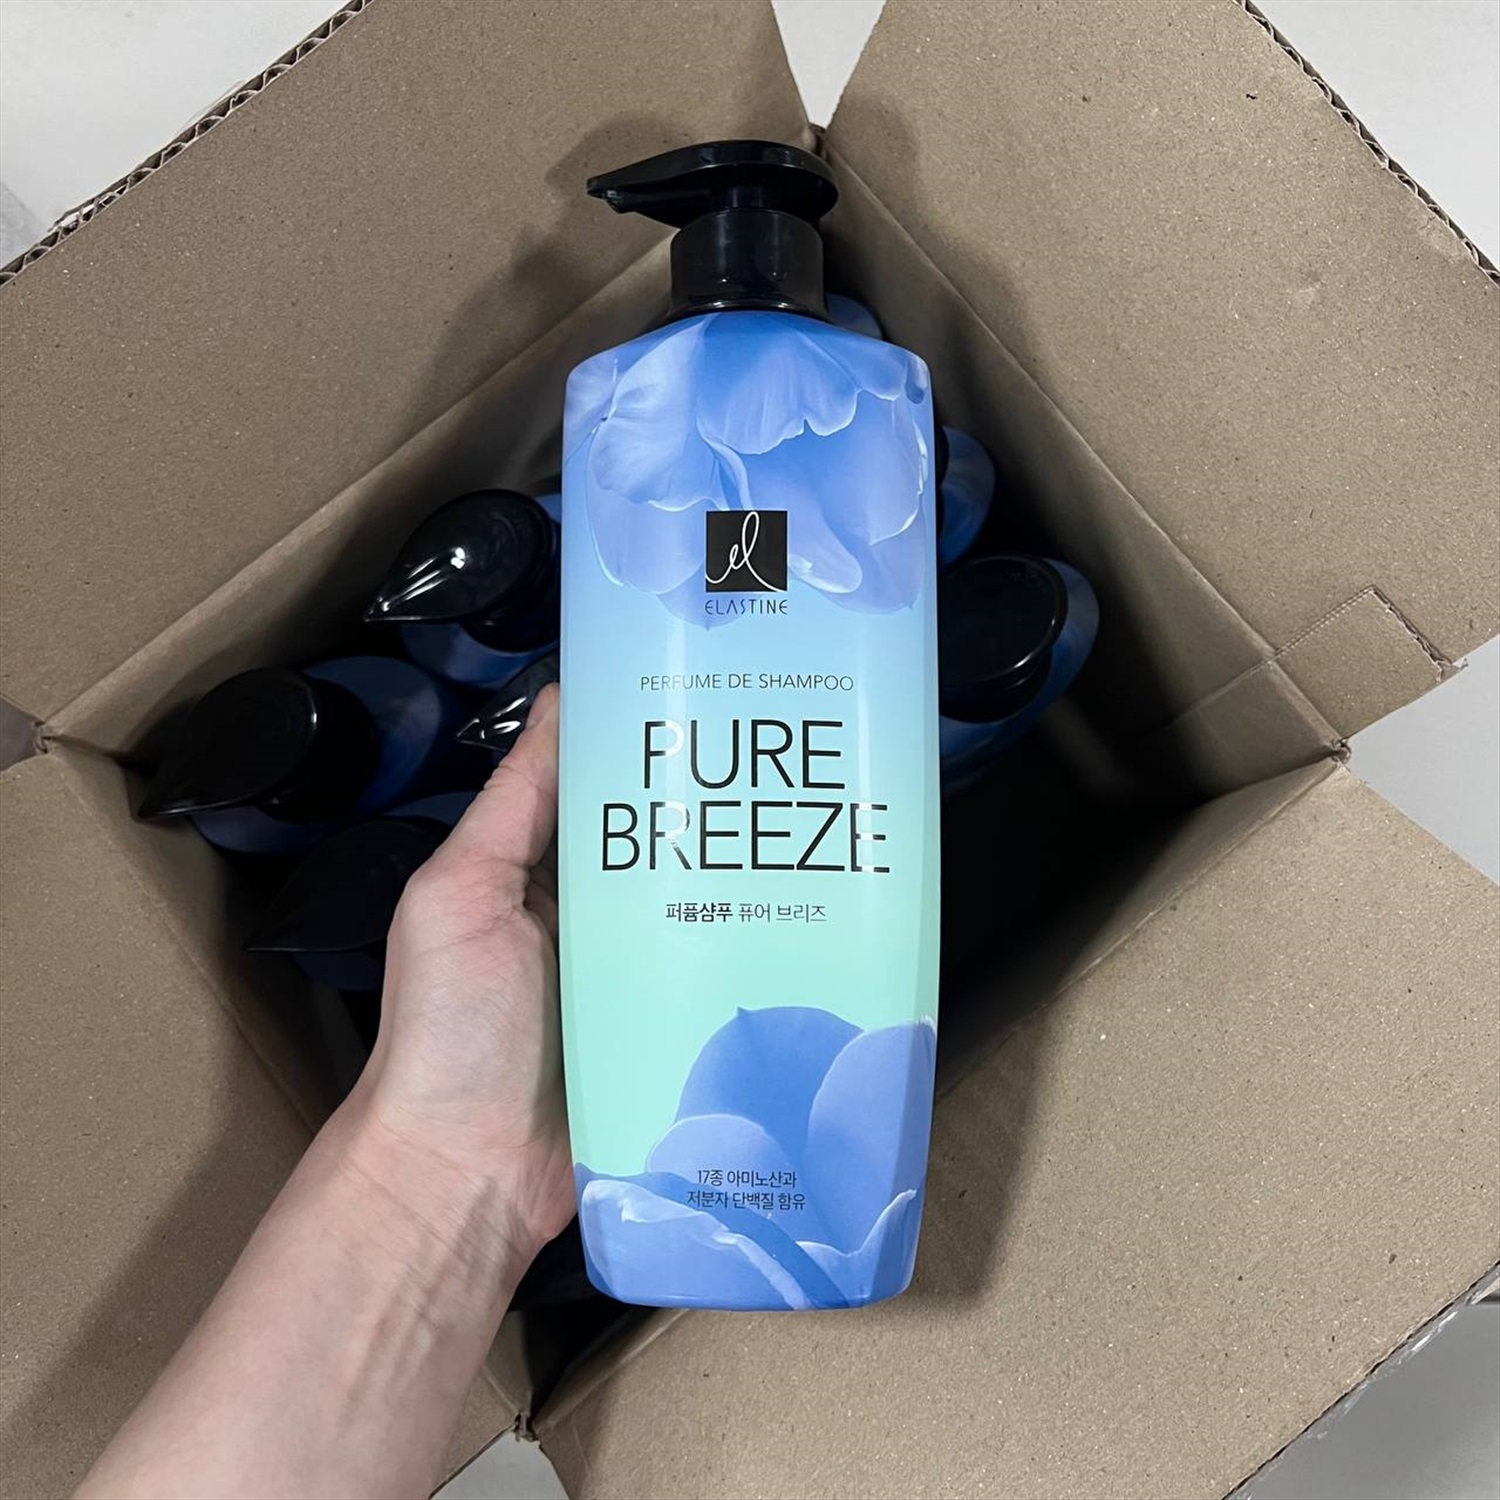 el
ELASTINE
PERFUME DE SHAMPOO
PURE
BREEZE
퍼퓸샴푸 퓨어 브리즈
17종 아미노산과
저분자 단백질 함유